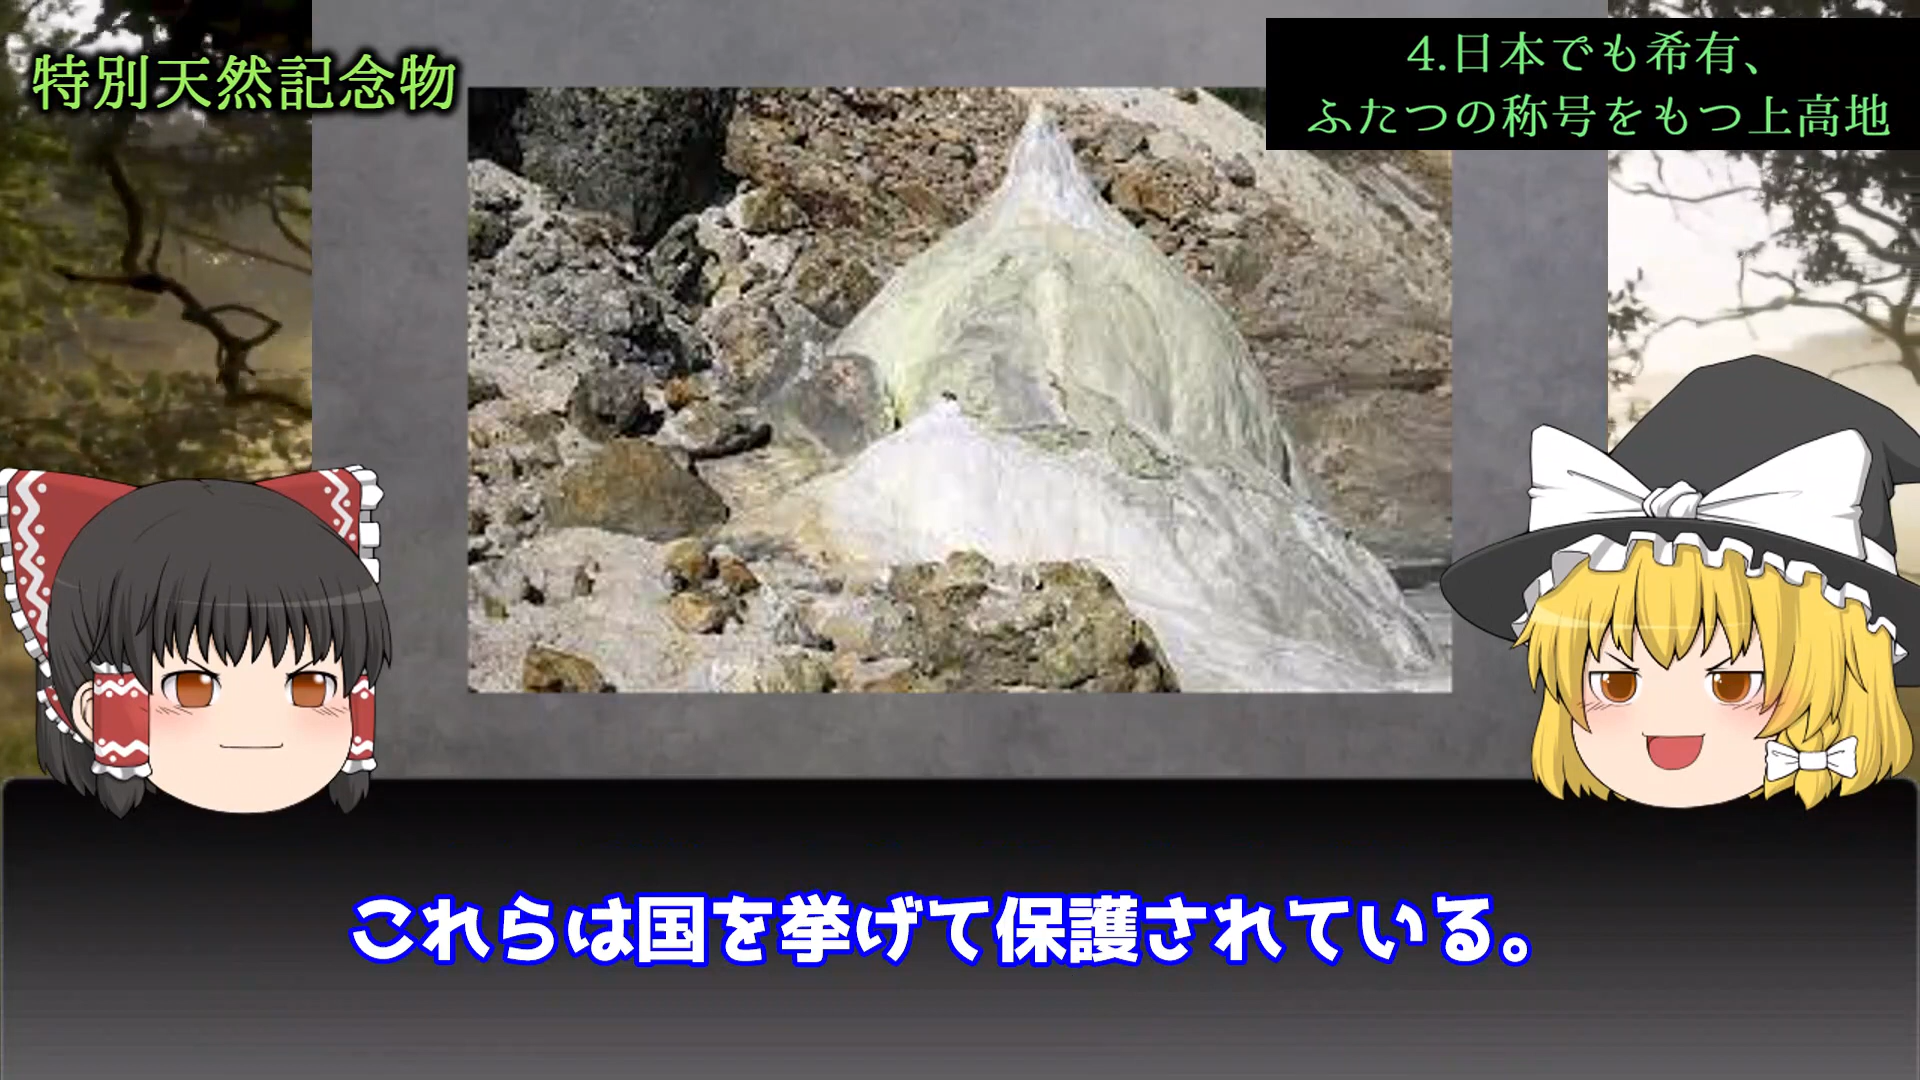 特別天然記念物
4.日本でも希有、
ふたつの称号をもつ上高地
これらは国を挙げて保護されている。